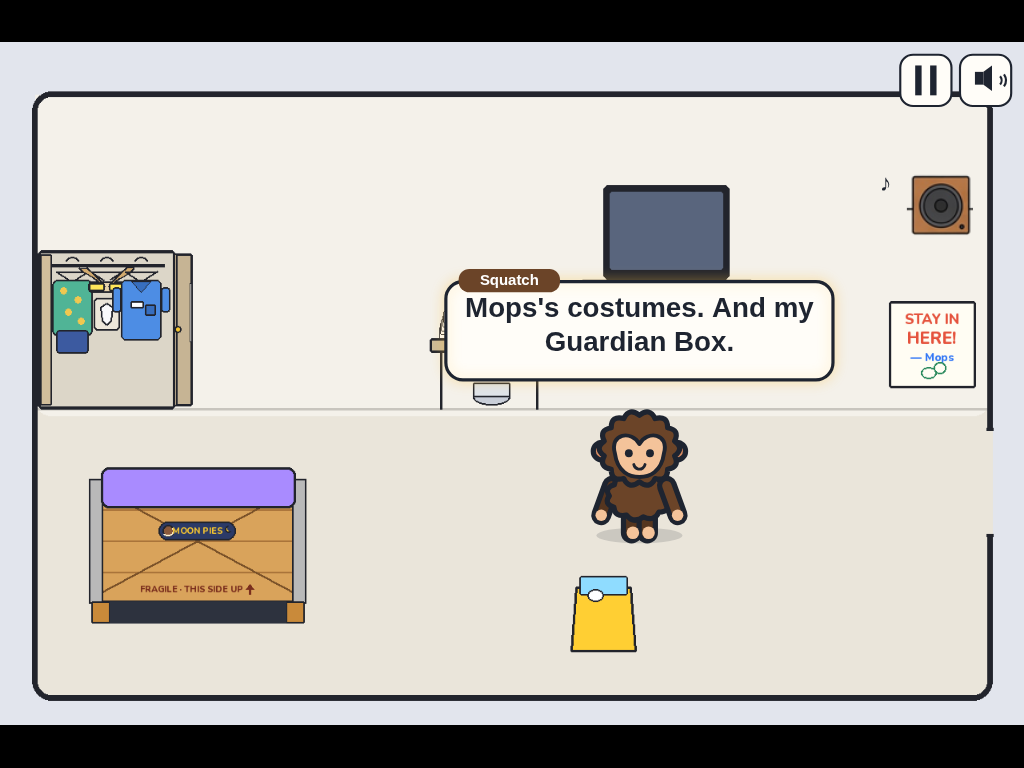 Squatch
Mops's costumes. And my
Guardian Box.
STAY IN
HERE!
— Mops
MOON PIES
FRAGILE · THIS SIDE UP